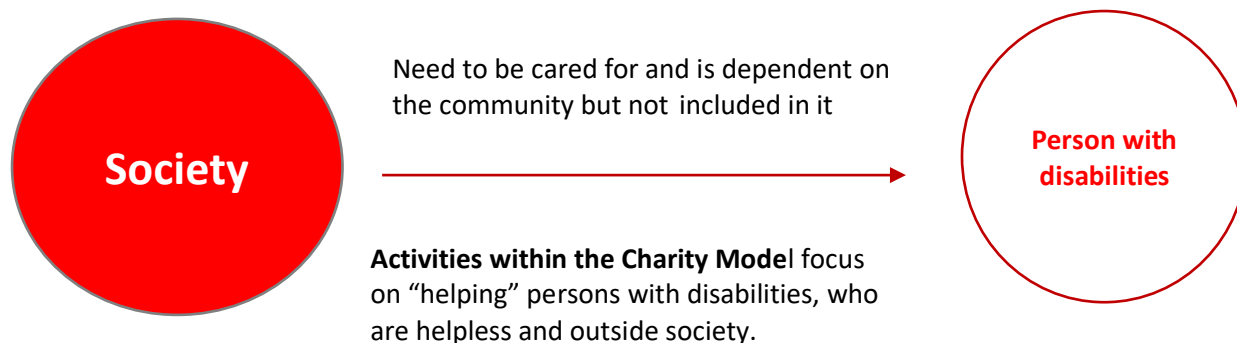 Society
Need to be cared for and is dependent on
the community but not included in it
Person with
disabilities
Activities within the Charity Model focus
on “helping” persons with disabilities, who
are helpless and outside society.